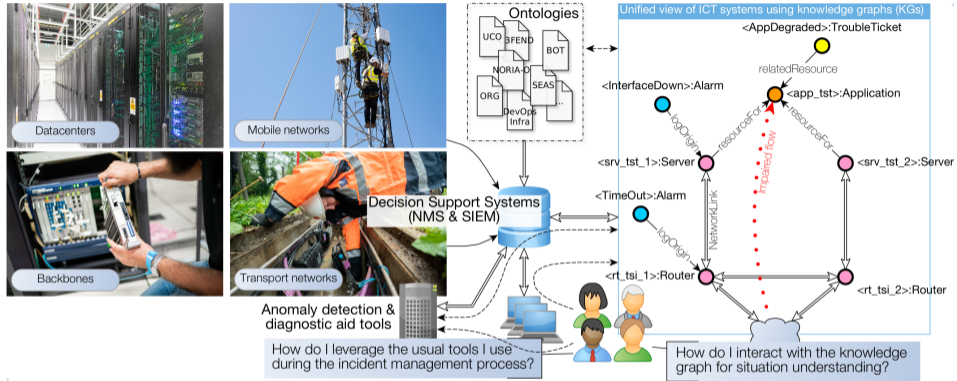 Datacenters
Mobile networks
Backbones
Transport networks
Decision Support Systems
(NMS & SIEM)
Anomaly detection &
diagnostic aid tools
Ontologies
UCO
3FEND
BOT
NORIA-O
ORG
SEAS
DevOps
Infra
...
Unified view of ICT systems using knowledge graphs (KGs)
<AppDegraded>:TroubleTicket
relatedResource
<InterfaceDown>:Alarm
<app_tst>:Application
logOrigin
resourceFor
resourceFor
Impaired flow
<srv_tst_1>:Server
<srv_tst_2>:Server
<TimeOut>:Alarm
NetworkLink
logOrigin
<rt_tsi_1>:Router
<rt_tsi_2>:Router
How do I leverage the usual tools I use
during the incident management process?
How do I interact with the knowledge
graph for situation understanding?